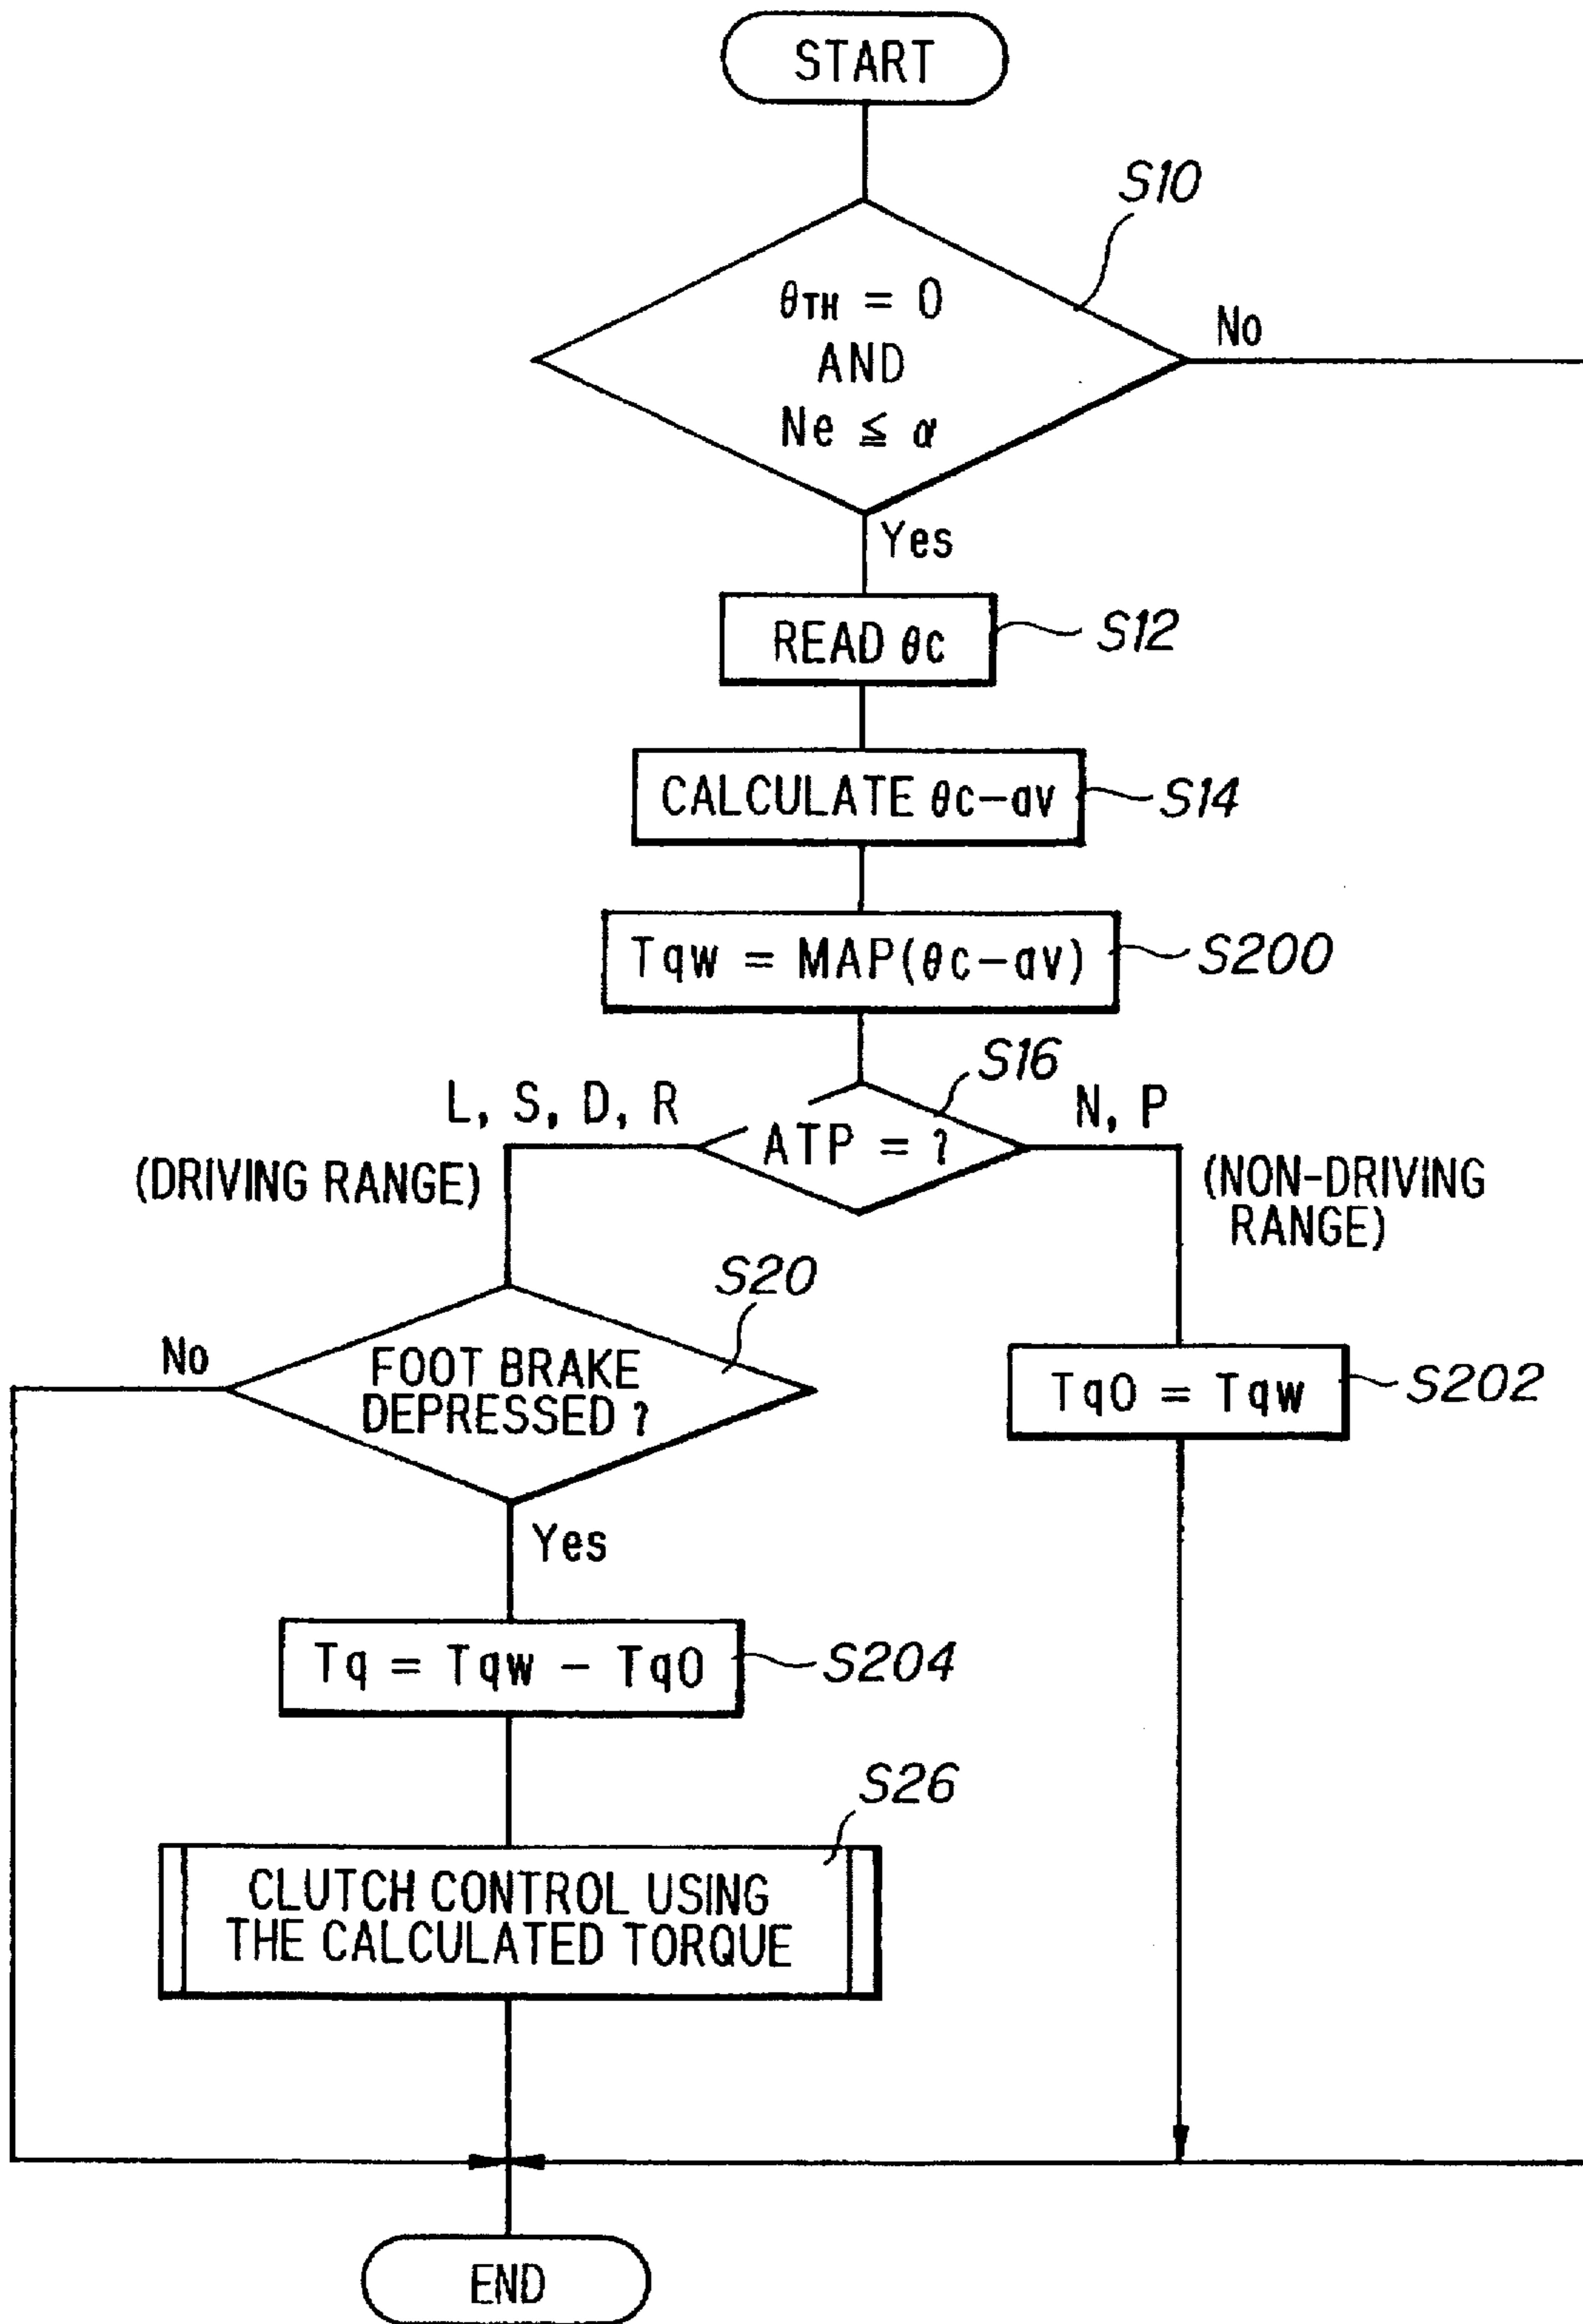 START
S10
θTH = 0
AND
Ne ≦ α
No
Yes
READ θc
S12
CALCULATE θc-av
S14
Tqw = MAP(θc-av)
S200
S16
L, S, D, R
N, P
ATP = ?
(DRIVING RANGE)
(NON-DRIVING
RANGE)
S20
No
FOOT BRAKE
DEPRESSED ?
Tq0 = Tqw
S202
Yes
Tq = Tqw - Tq0
S204
S26
CLUTCH CONTROL USING
THE CALCULATED TORQUE
END